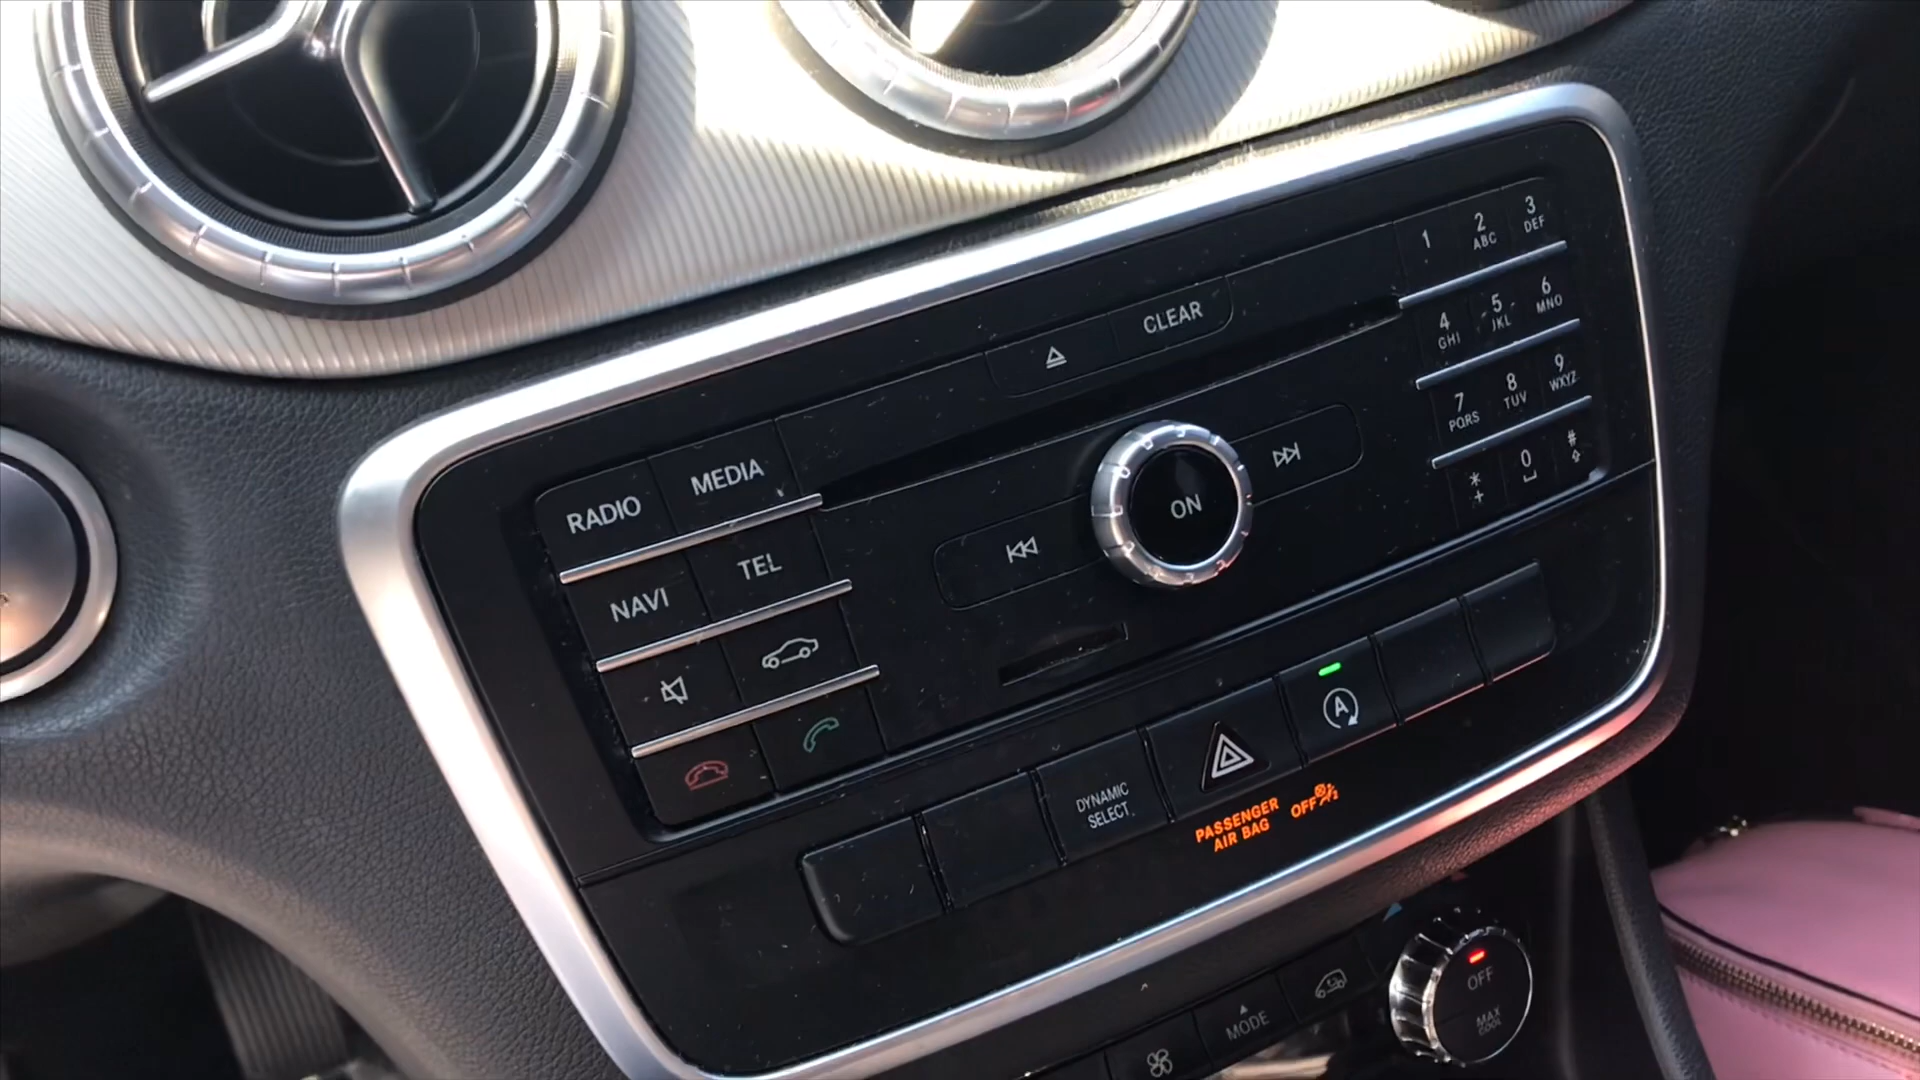 CLEAR
1
2
ABC
3
DEF
4
GHI
5
JKL
6
MNO
7
PQRS
8
TUV
9
WXYZ
*
+
0
#
RADIO
MEDIA
NAVI
TEL
ON
A
DYNAMIC
SELECT
PASSENGER
AIR BAG
OFF
OFF
MAX
COOL
MODE